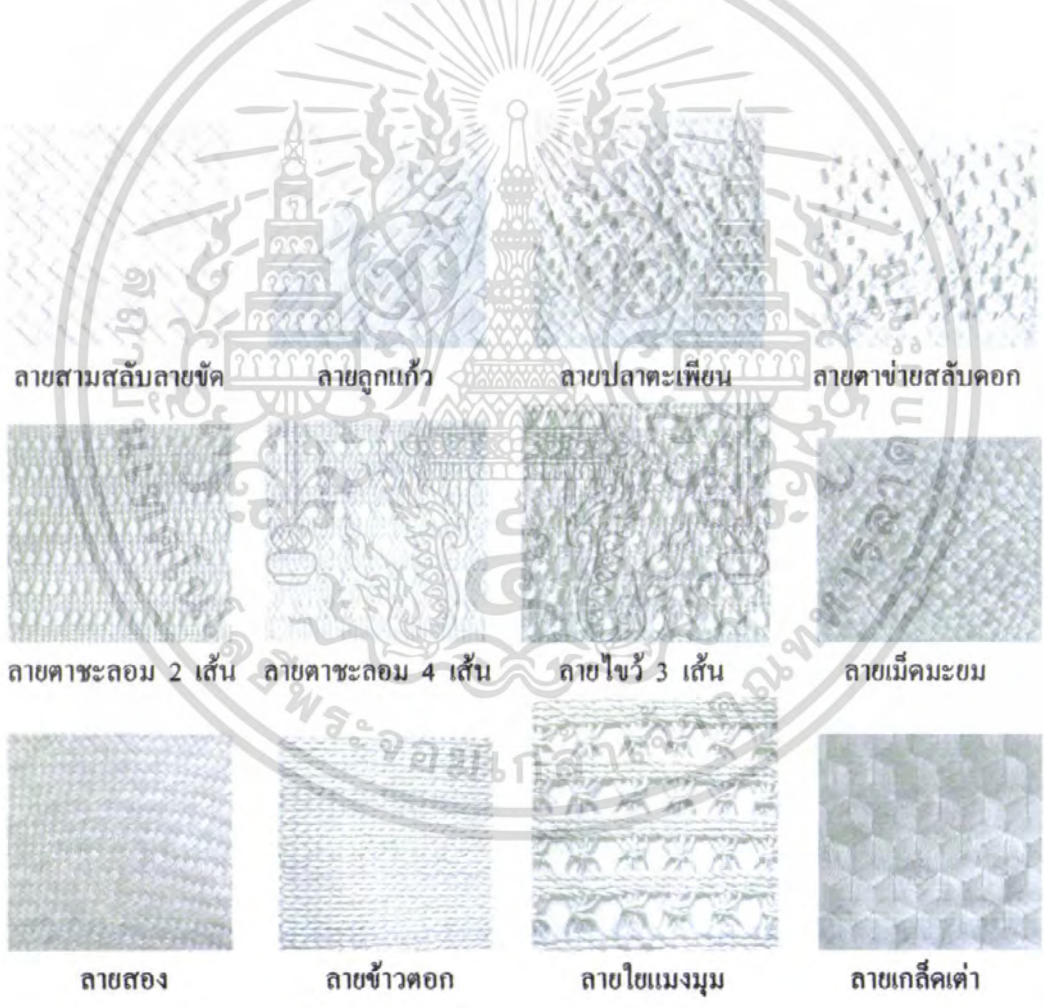 ลายสามสลับลายขัด ลายลูกแก้ว ลายปลาตะเพียน ลายตาข่ายสลับดอก
ลายตาชะลอม 2 เส้น ลายตาชะลอม 4 เส้น ลายไขว้ 3 เส้น ลายเม็ดมะยม
ลายสอง ลายข้าวตอก ลายใยแมงมุม ลายเกล็ดเต่า